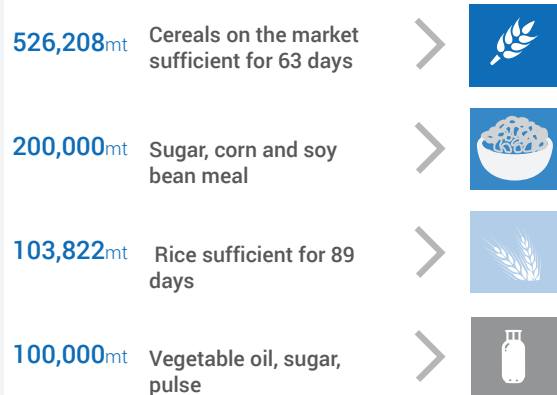 526,208mt Cereals on the market
sufficient for 63 days
200,000mt Sugar, corn and soy
bean meal
103,822mt Rice sufficient for 89
days
100,000mt Vegetable oil, sugar,
pulse